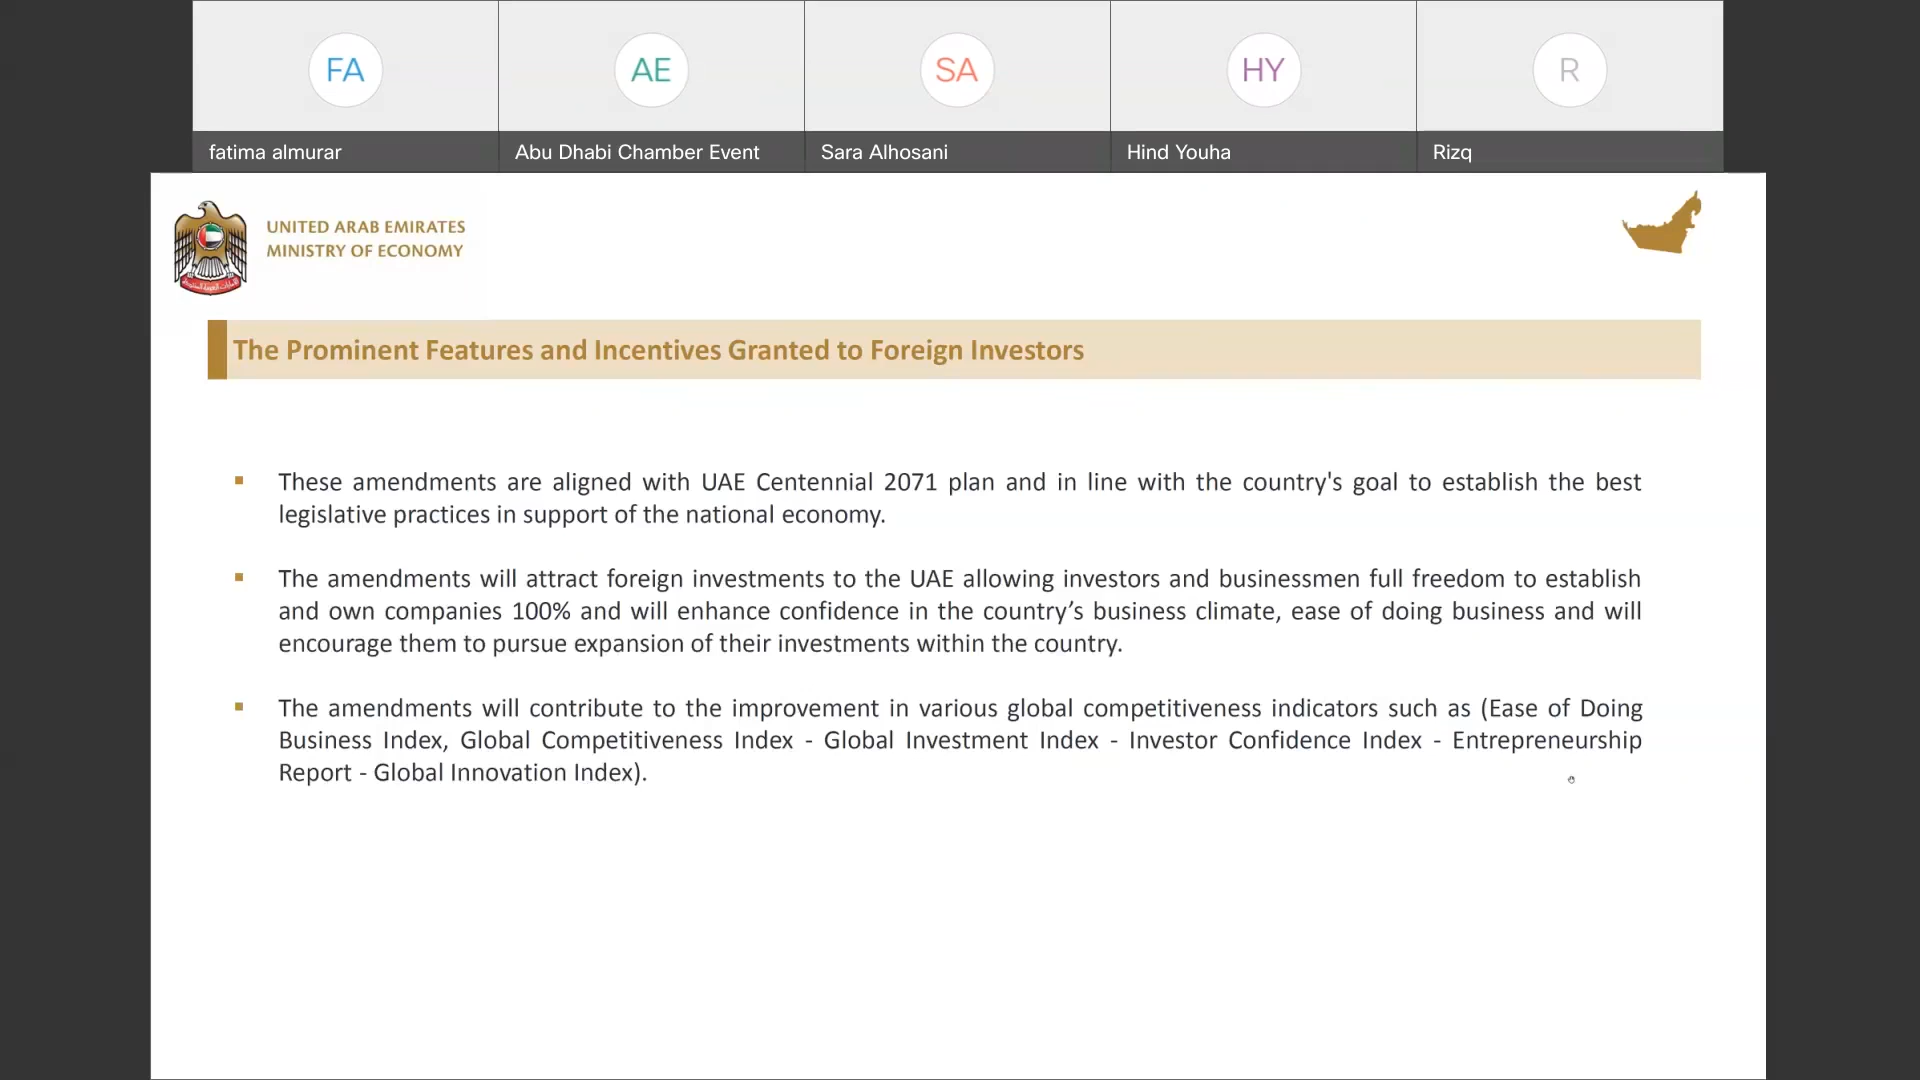 FA
AE
SA
HY
R
fatima almurar
Abu Dhabi Chamber Event
Sara Alhosani
Hind Youha
Rizq
UNITED ARAB EMIRATES
MINISTRY OF ECONOMY
The Prominent Features and Incentives Granted to Foreign Investors
These amendments are aligned with UAE Centennial 2071 plan and in line with the country's goal to establish the best
legislative practices in support of the national economy.
The amendments will attract foreign investments to the UAE allowing investors and businessmen full freedom to establish
and own companies 100% and will enhance confidence in the country’s business climate, ease of doing business and will
encourage them to pursue expansion of their investments within the country.
The amendments will contribute to the improvement in various global competitiveness indicators such as (Ease of Doing
Business Index, Global Competitiveness Index - Global Investment Index - Investor Confidence Index - Entrepreneurship
Report - Global Innovation Index).